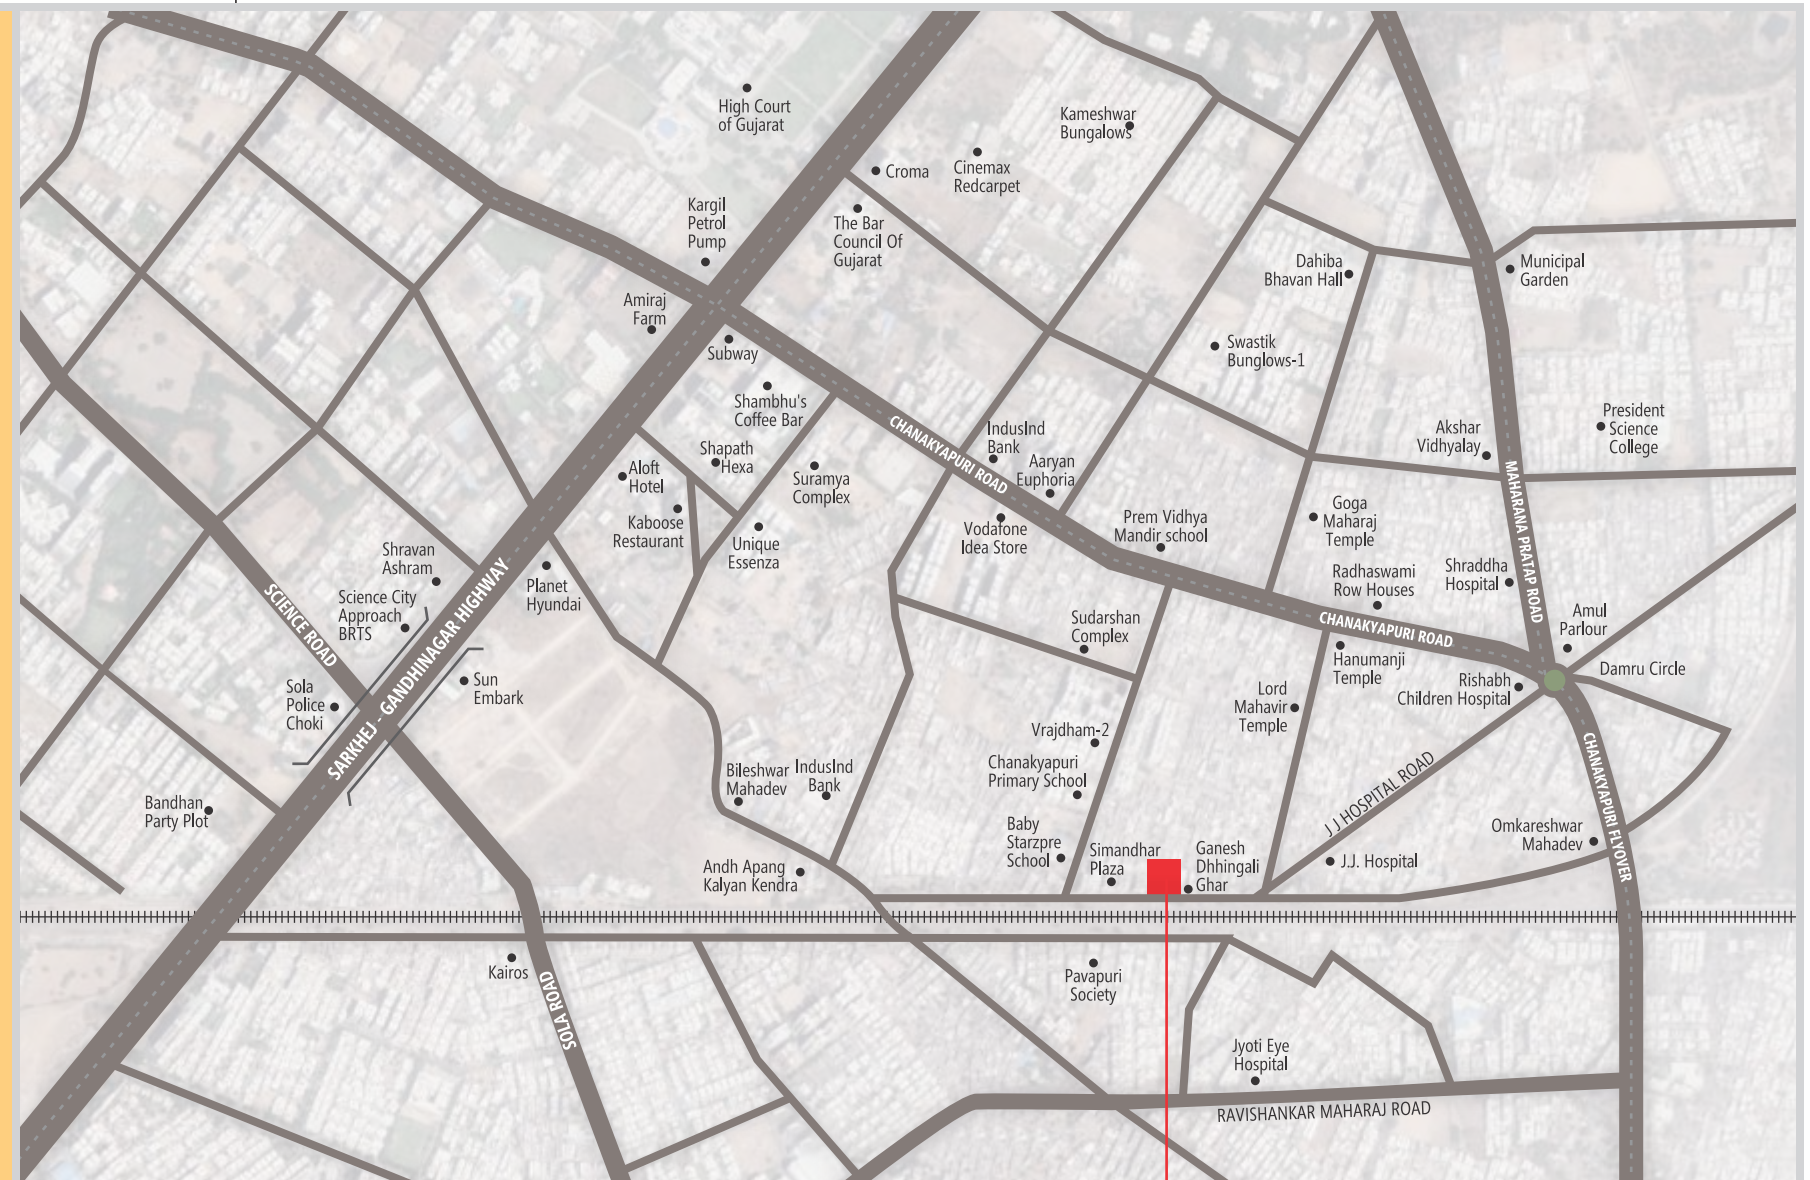 High Court
of Gujarat
Kameshwar
Bungalows
Croma
Cinemax
Redcarpet
Kargil
Petrol
Pump
The Bar
Council Of
Gujarat
Dahiba
Bhavan Hall
Municipal
Garden
Amiraj
Farm
Subway
Swastik
Bunglows-1
Shambhu's
Coffee Bar
CHANAKYAPURI ROAD
IndusInd
Bank
Akshar
Vidhyalay
President
Science
College
Shapath
Hexa
Aloft
Hotel
Suramya
Complex
Aaryan
Euphoria
MAHARANA PRATAP ROAD
Kaboose
Restaurant
Unique
Essenza
Vodafone
Idea Store
Prem Vidhya
Mandir school
Goga
Maharaj
Temple
Shravan
Ashram
Science City
Approach
BRTS
Planet
Hyundai
Radhaswami
Row Houses
Shraddha
Hospital
SCIENCE ROAD
SARKHEJ - GANDHINAGAR HIGHWAY
Sudarshan
Complex
CHANAKYAPURI ROAD
Amul
Parlour
Hanumanji
Temple
Damru Circle
Sola
Police
Choki
Sun
Embark
Lord
Mahavir
Temple
Rishabh
Children Hospital
Vrajdham-2
Chanakyapuri
Primary School
Bileshwar
Mahadev
IndusInd
Bank
J J HOSPITAL ROAD
CHANAKYAPURI FLYOVER
Bandhan
Party Plot
Baby
Starzpre
School
Simandhar
Plaza
Ganesh
Dhhingali
Ghar
J.J. Hospital
Omkareshwar
Mahadev
Andh Apang
Kalyan Kendra
Kairos
SOLA ROAD
Pavapuri
Society
Jyoti Eye
Hospital
RAVISHANKAR MAHARAJ ROAD